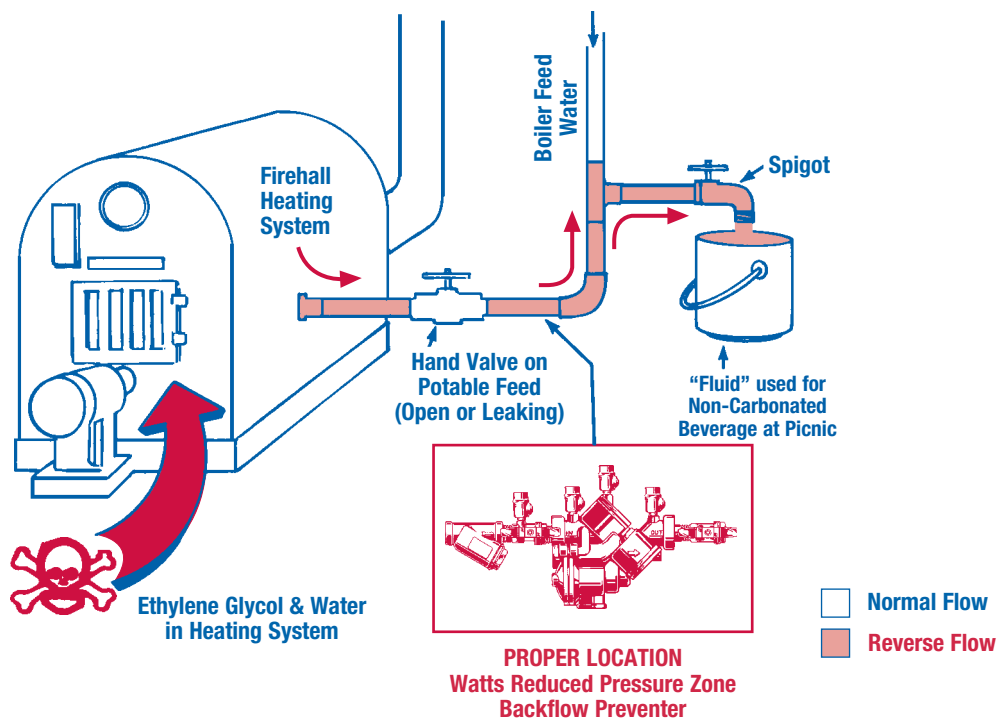 Boiler Feed
Water
Spigot
Firehall
Heating
System
Hand Valve on
Potable Feed
(Open or Leaking)
“Fluid” used for
Non-Carbonated
Beverage at Picnic
Ethylene Glycol & Water
in Heating System
OUT
PROPER LOCATION
Watts Reduced Pressure Zone
Backflow Preventer
Normal Flow
Reverse Flow